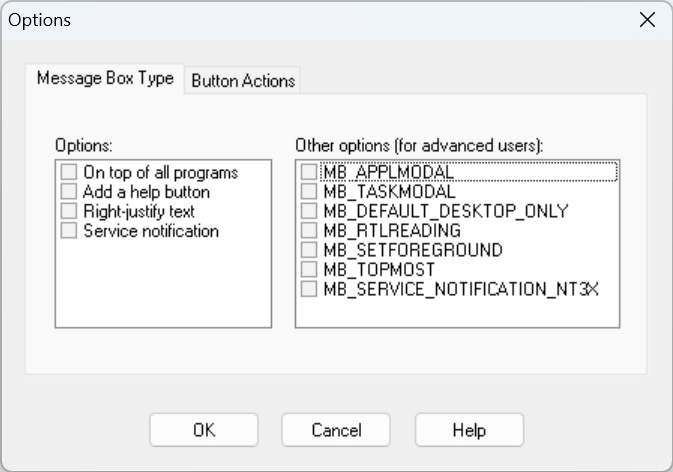 Options
Message Box Type
Button Actions
Options:
On top of all programs
Add a help button
Right-justify text
Service notification
Other options (for advanced users):
MB_APPLMODAL
MB_TASKMODAL
MB_DEFAULT_DESKTOP_ONLY
MB_RTLREADING
MB_SETFOREGROUND
MB_TOPMOST
MB_SERVICE_NOTIFICATION_NT3X
OK
Cancel
Help